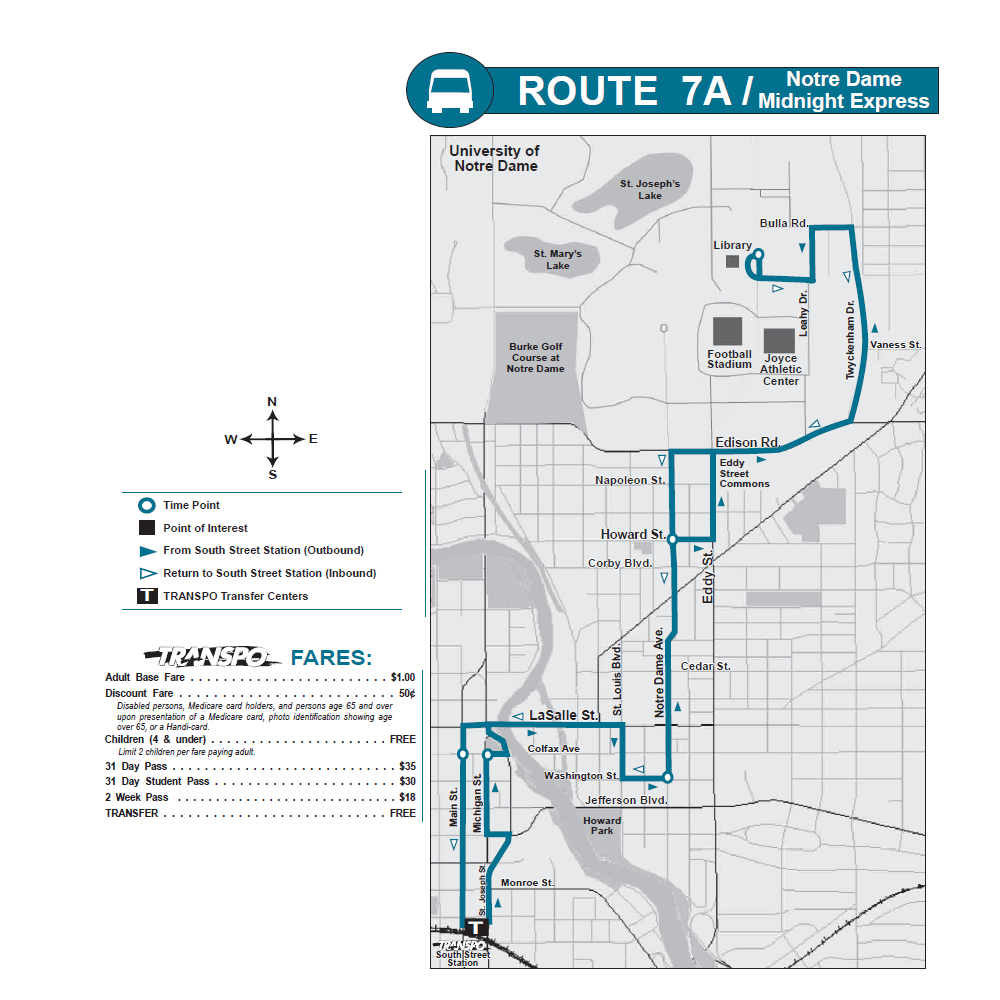 ROUTE 7A / Notre Dame
Midnight Express
University of
Notre Dame
St. Joseph's
Lake
Bulla Rd.
Library
St. Mary's
Lake
Leahy Dr.
Twyckenham Dr.
Vaness St.
Football
Stadium
Joyce
Athletic
Center
Burke Golf
Course at
Notre Dame
Edison Rd.
Eddy
Street
Commons
Napoleon St.
Howard St.
Corby Blvd.
Eddy St.
St. Louis Blvd.
Notre Dame Ave.
Cedar St.
LaSalle St.
Colfax Ave
Washington St.
Jefferson Blvd.
Howard
Park
Main St.
Michigan St.
St. Joseph St.
Monroe St.
T
TRANSPO
South Street
Station
N
W E
S
Time Point
Point of Interest
From South Street Station (Outbound)
Return to South Street Station (Inbound)
T TRANSPO Transfer Centers
TRANSPO FARES:
Adult Base Fare . . . . . . . . . . . . . . . . . . . . . . . . $1.00
Discount Fare . . . . . . . . . . . . . . . . . . . . . . . . . 50¢
Disabled persons, Medicare card holders, and persons age 65 and over
upon presentation of a Medicare card, photo identification showing age
over 65, or a Handi-card.
Children (4 & under) . . . . . . . . . . . . . . . . . . . . . . FREE
Limit 2 children per fare paying adult.
31 Day Pass . . . . . . . . . . . . . . . . . . . . . . . . . . . $35
31 Day Student Pass . . . . . . . . . . . . . . . . . . . . . . $30
2 Week Pass . . . . . . . . . . . . . . . . . . . . . . . . . . . $18
TRANSFER . . . . . . . . . . . . . . . . . . . . . . . . . . . FREE